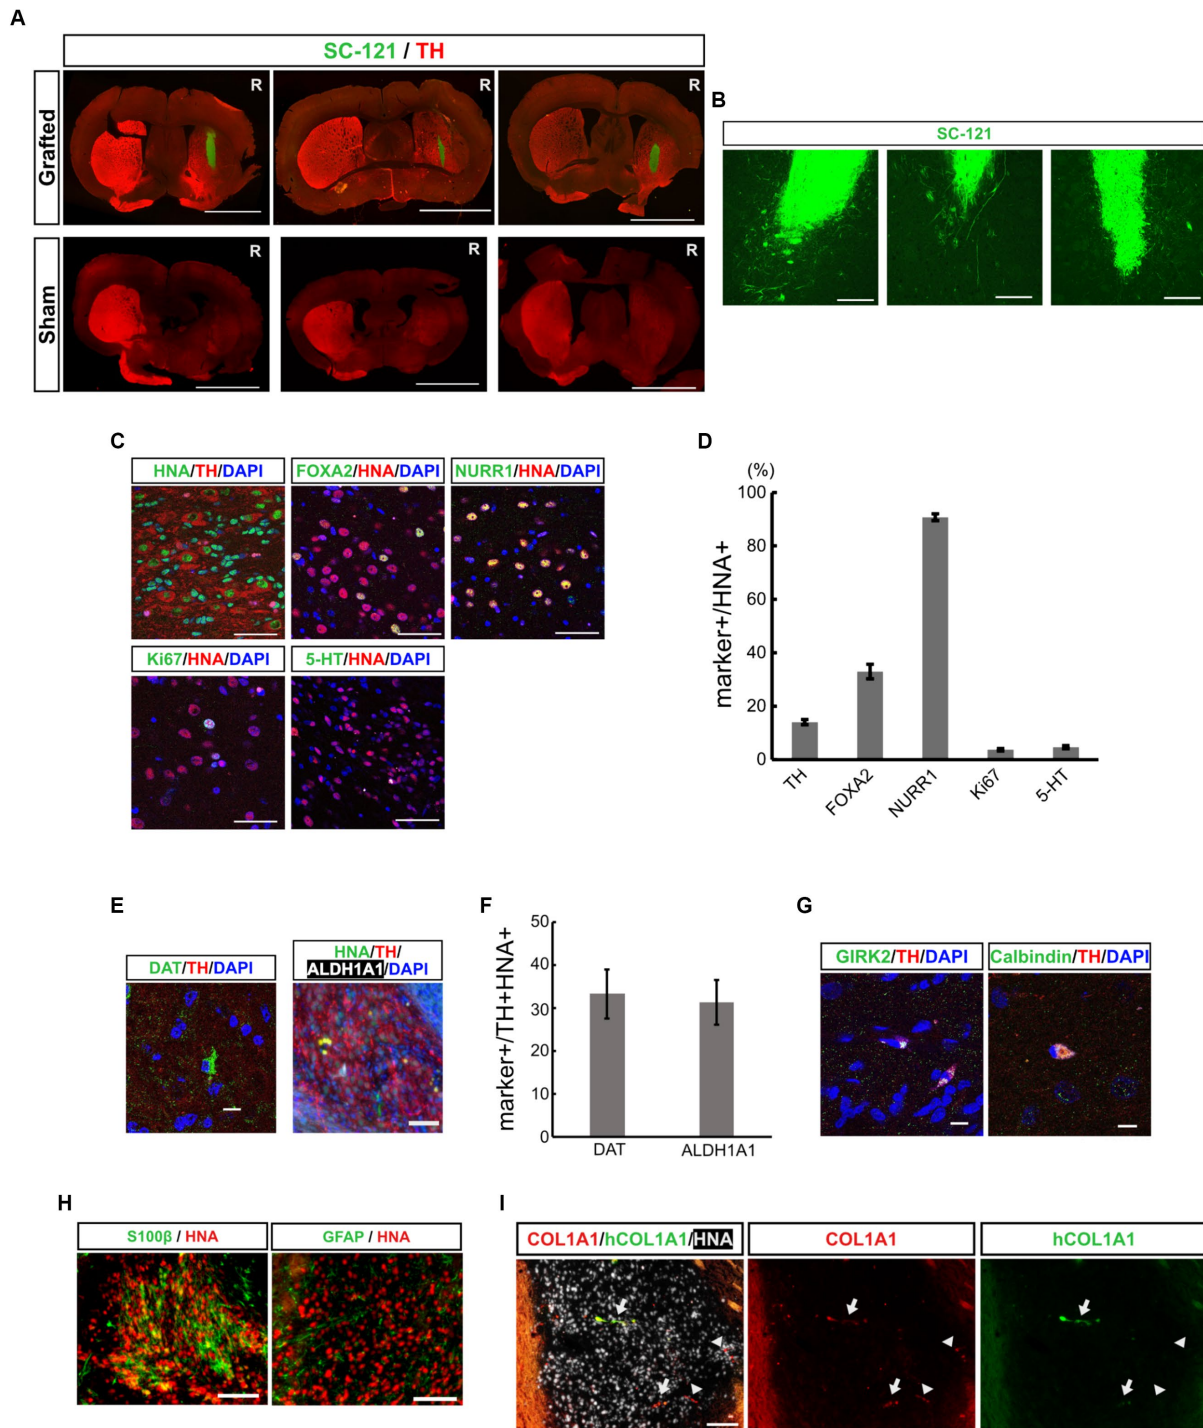 A
SC-121 / TH
Grafted
R
R
R
Sham
R
R
R
B
SC-121
C
HNA/TH/DAPI
FOXA2/HNA/DAPI
NURR1/HNA/DAPI
Ki67/HNA/DAPI
5-HT/HNA/DAPI
D
(%)
marker+/HNA+
100
80
60
40
20
0
TH
FOXA2
NURR1
Ki67
5-HT
E
DAT/TH/DAPI
HNA/TH/
ALDH1A1/DAPI
F
marker+/TH+HNA+
50
40
30
20
10
0
DAT
ALDH1A1
G
GIRK2/TH/DAPI
Calbindin/TH/DAPI
H
S100β / HNA
GFAP / HNA
I
COL1A1/hCOL1A1/HNA
COL1A1
hCOL1A1